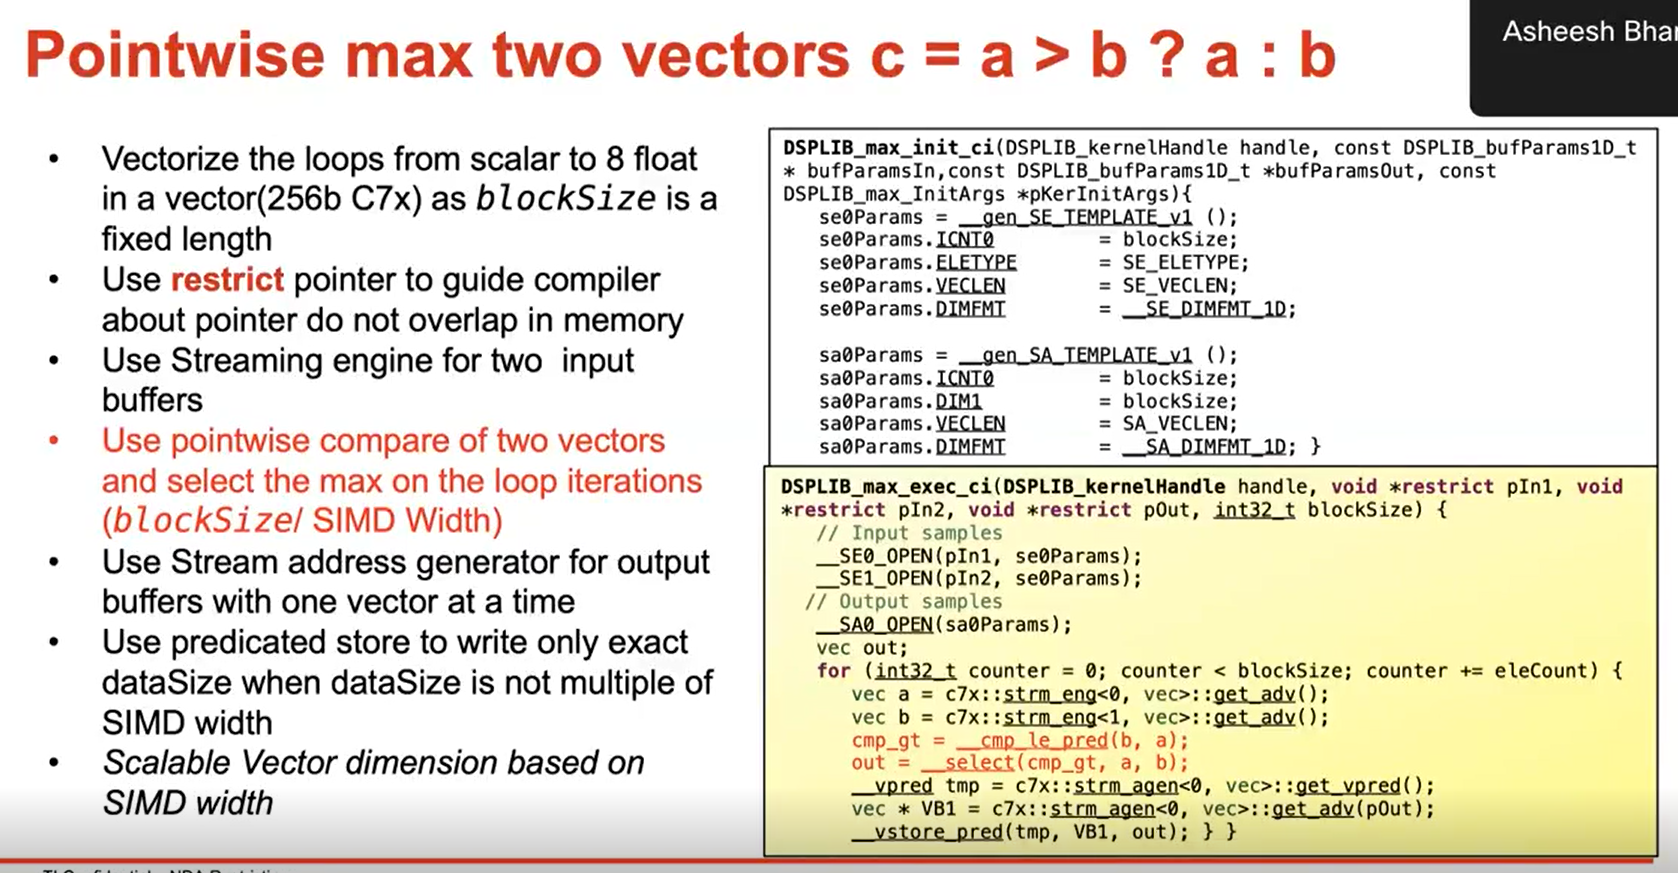 Pointwise max two vectors c = a > b ? a : b
Asheesh
• Vectorize the loops from scalar to 8 float
in a vector(256b C7x) as blockSize is a
fixed length
• Use restrict pointer to guide compiler
about pointer do not overlap in memory
• Use Streaming engine for two input
buffers
• Use pointwise compare of two vectors
and select the max on the loop iterations
(blockSize/ SIMD Width)
• Use Stream address generator for output
buffers with one vector at a time
• Use predicated store to write only exact
dataSize when dataSize is not multiple of
SIMD width
• Scalable Vector dimension based on
SIMD width
DSPLIB_max_init_ci(DSPLIB_kernelHandle handle, const DSPLIB_bufParams1D_t
* bufParamsIn,const DSPLIB_bufParams1D_t *bufParamsOut, const
DSPLIB_max_InitArgs *pKerInitArgs){
se0Params = __gen_SE_TEMPLATE_v1 ();
se0Params.ICNT0 = blockSize;
se0Params.ELETYPE = SE_ELETYPE;
se0Params.VECLEN = SE_VECLEN;
se0Params.DIMFMT = __SE_DIMFMT_1D;
sa0Params = __gen_SA_TEMPLATE_v1 ();
sa0Params.ICNT0 = blockSize;
sa0Params.DIM1 = blockSize;
sa0Params.VECLEN = SA_VECLEN;
sa0Params.DIMFMT = __SA_DIMFMT_1D; }
DSPLIB_max_exec_ci(DSPLIB_kernelHandle handle, void *restrict pIn1, void
*restrict pIn2, void *restrict pOut, int32_t blockSize) {
// Input samples
__SE0_OPEN(pIn1, se0Params);
__SE1_OPEN(pIn2, se0Params);
// Output samples
__SA0_OPEN(sa0Params);
vec out;
for (int32_t counter = 0; counter < blockSize; counter += eleCount) {
vec a = c7x::strm_eng<0, vec>::get_adv();
vec b = c7x::strm_eng<1, vec>::get_adv();
cmp_gt = __cmp_le_pred(b, a);
out = __select(cmp_gt, a, b);
__vpred tmp = c7x::strm_agen<0, vec>::get_vpred();
vec * VB1 = c7x::strm_agen<0, vec>::get_adv(pOut);
__vstore_pred(tmp, VB1, out); } }